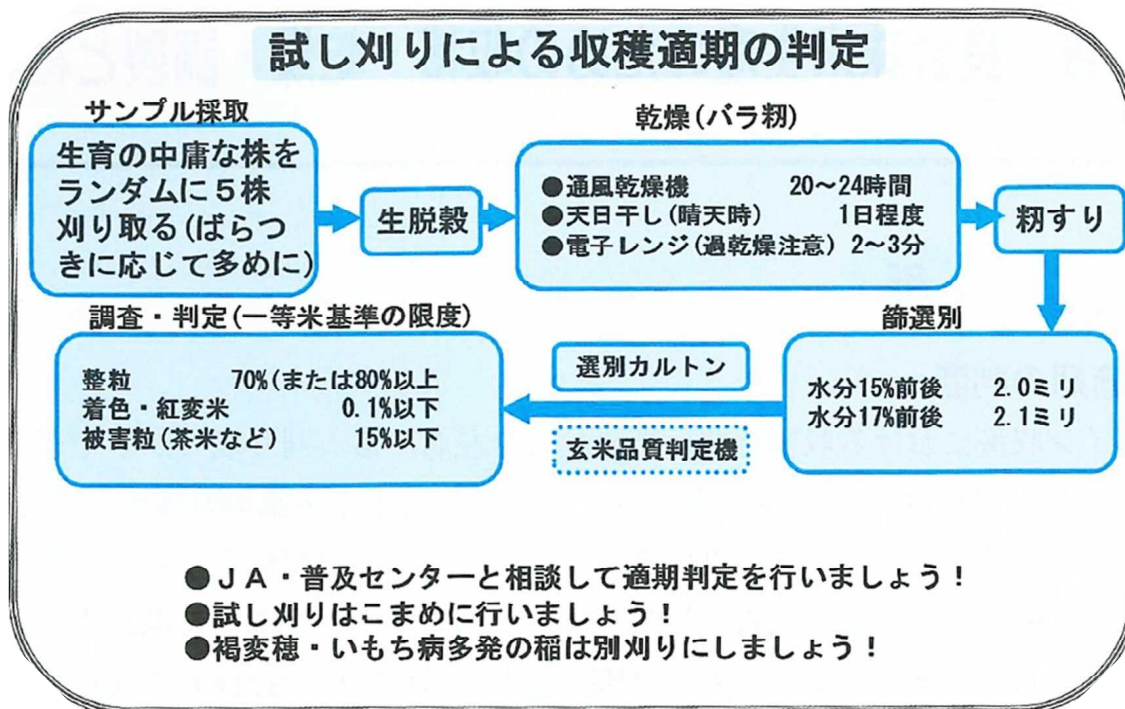 試し刈りによる収穫適期の判定
サンプル採取
生育の中庸な株を
ランダムに5株
刈り取る(ばらつ
きに応じて多めに)
生脱穀
乾燥(バラ籾)
●通風乾燥機 20～24時間
●天日干し(晴天時) 1日程度
●電子レンジ(過乾燥注意) 2～3分
籾すり
篩選別
水分15%前後 2.0ミリ
水分17%前後 2.1ミリ
選別カルトン
玄米品質判定機
調査・判定(一等米基準の限度)
整粒 70%(または80%以上
着色・紅変米 0.1%以下
被害粒(茶米など) 15%以下
●JA・普及センターと相談して適期判定を行いましょう！
●試し刈りはこまめに行いましょう！
●褐変穂・いもち病多発の稲は別刈りにしましょう！